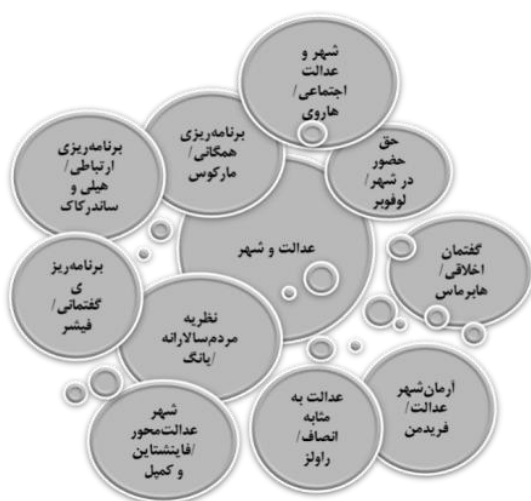 شهر و
عدالت
اجتماعی/
هاروی
حق
حضور
در شهر/
لوفوبر
برنامه‌ریزی
همگانی/
مارکوس
برنامه‌ریزی
ارتباطی/
هیلی و
ساندرکاک
عدالت و شهر
گفتمان
اخلاقی/
هابرماس
برنامه‌ریز
ی
گفتمانی/
فیشر
نظریه
مردم‌سالارانه
/یانگ
آرمان‌شهر
عدالت/
فریدمن
عدالت به
مثابه
انصاف/
راولز
شهر
عدالت‌محور
/فاینشتاین
و کمپل